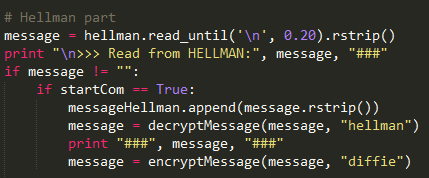 # Hellman part
message = hellman.read_until('\n', 0.20).rstrip()
print "\n>>> Read from HELLMAN:", message, "###"
if message != "":
    if startCom == True:
        messageHellman.append(message.rstrip())
        message = decryptMessage(message, "hellman")
        print "###", message, "###"
        message = encryptMessage(message, "diffie")